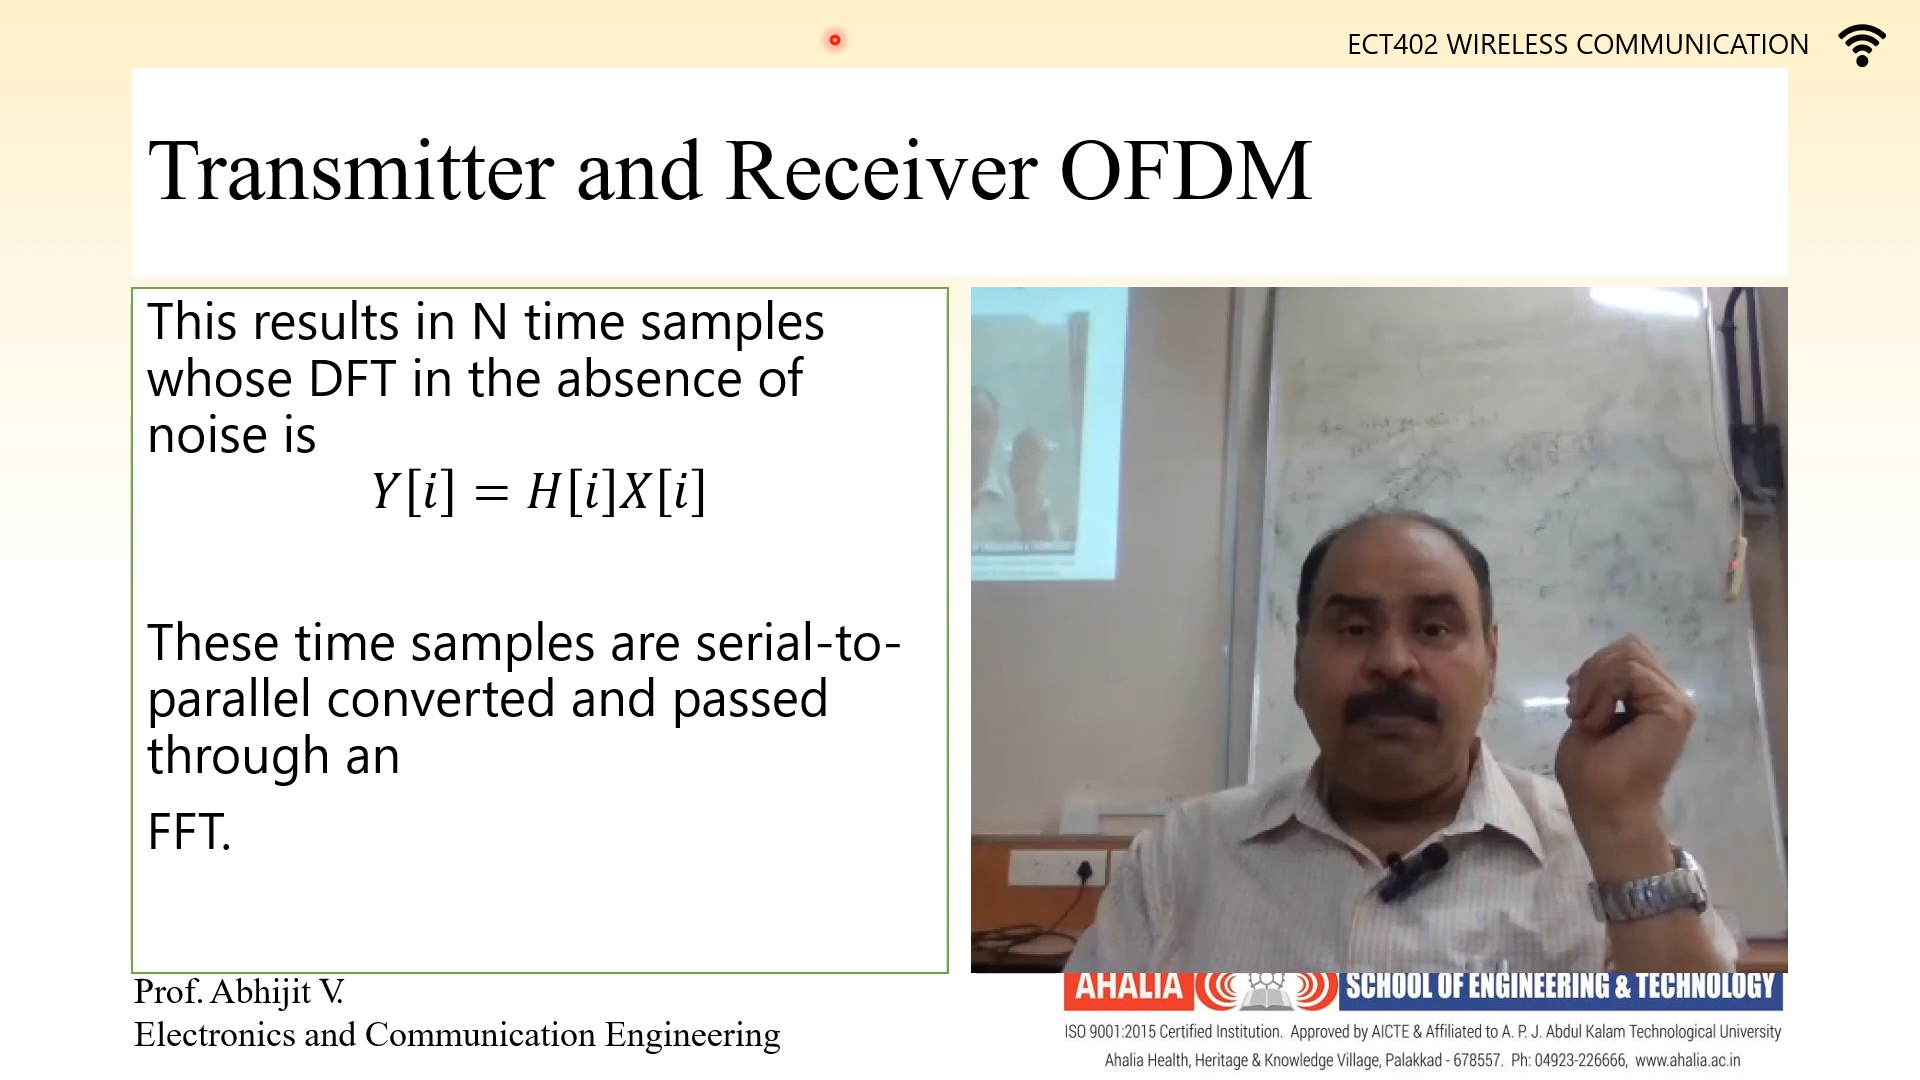 ECT402 WIRELESS COMMUNICATION
Transmitter and Receiver OFDM
This results in N time samples
whose DFT in the absence of
noise is
Y[i] = H[i]X[i]
These time samples are serial-to-
parallel converted and passed
through an
FFT.
Prof. Abhijit V.
Electronics and Communication Engineering
AHALIA SCHOOL OF ENGINEERING & TECHNOLOGY
ISO 9001:2015 Certified Institution. Approved by AICTE & Affiliated to A. P. J. Abdul Kalam Technological University
Ahalia Health, Heritage & Knowledge Village, Palakkad - 678557. Ph: 04923-226666, www.ahalia.ac.in